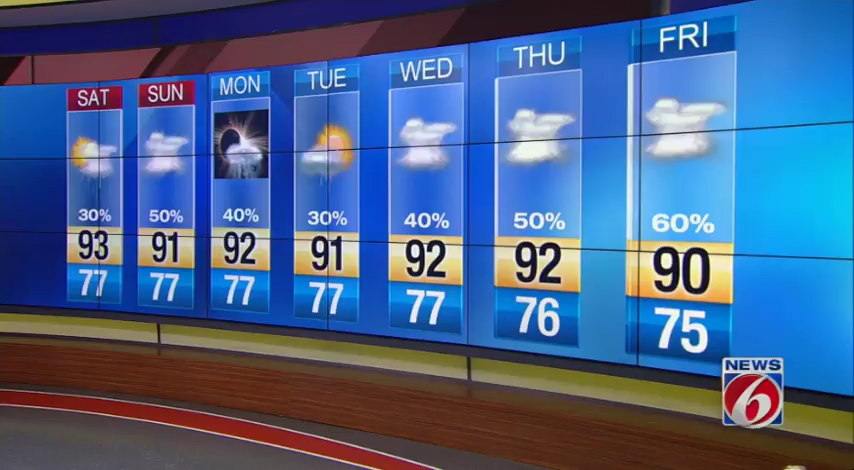 SAT SUN MON TUE WED THU FRI
30% 50% 40% 30% 40% 50% 60%
93 91 92 91 92 92 90
77 77 77 77 77 76 75
NEWS
6